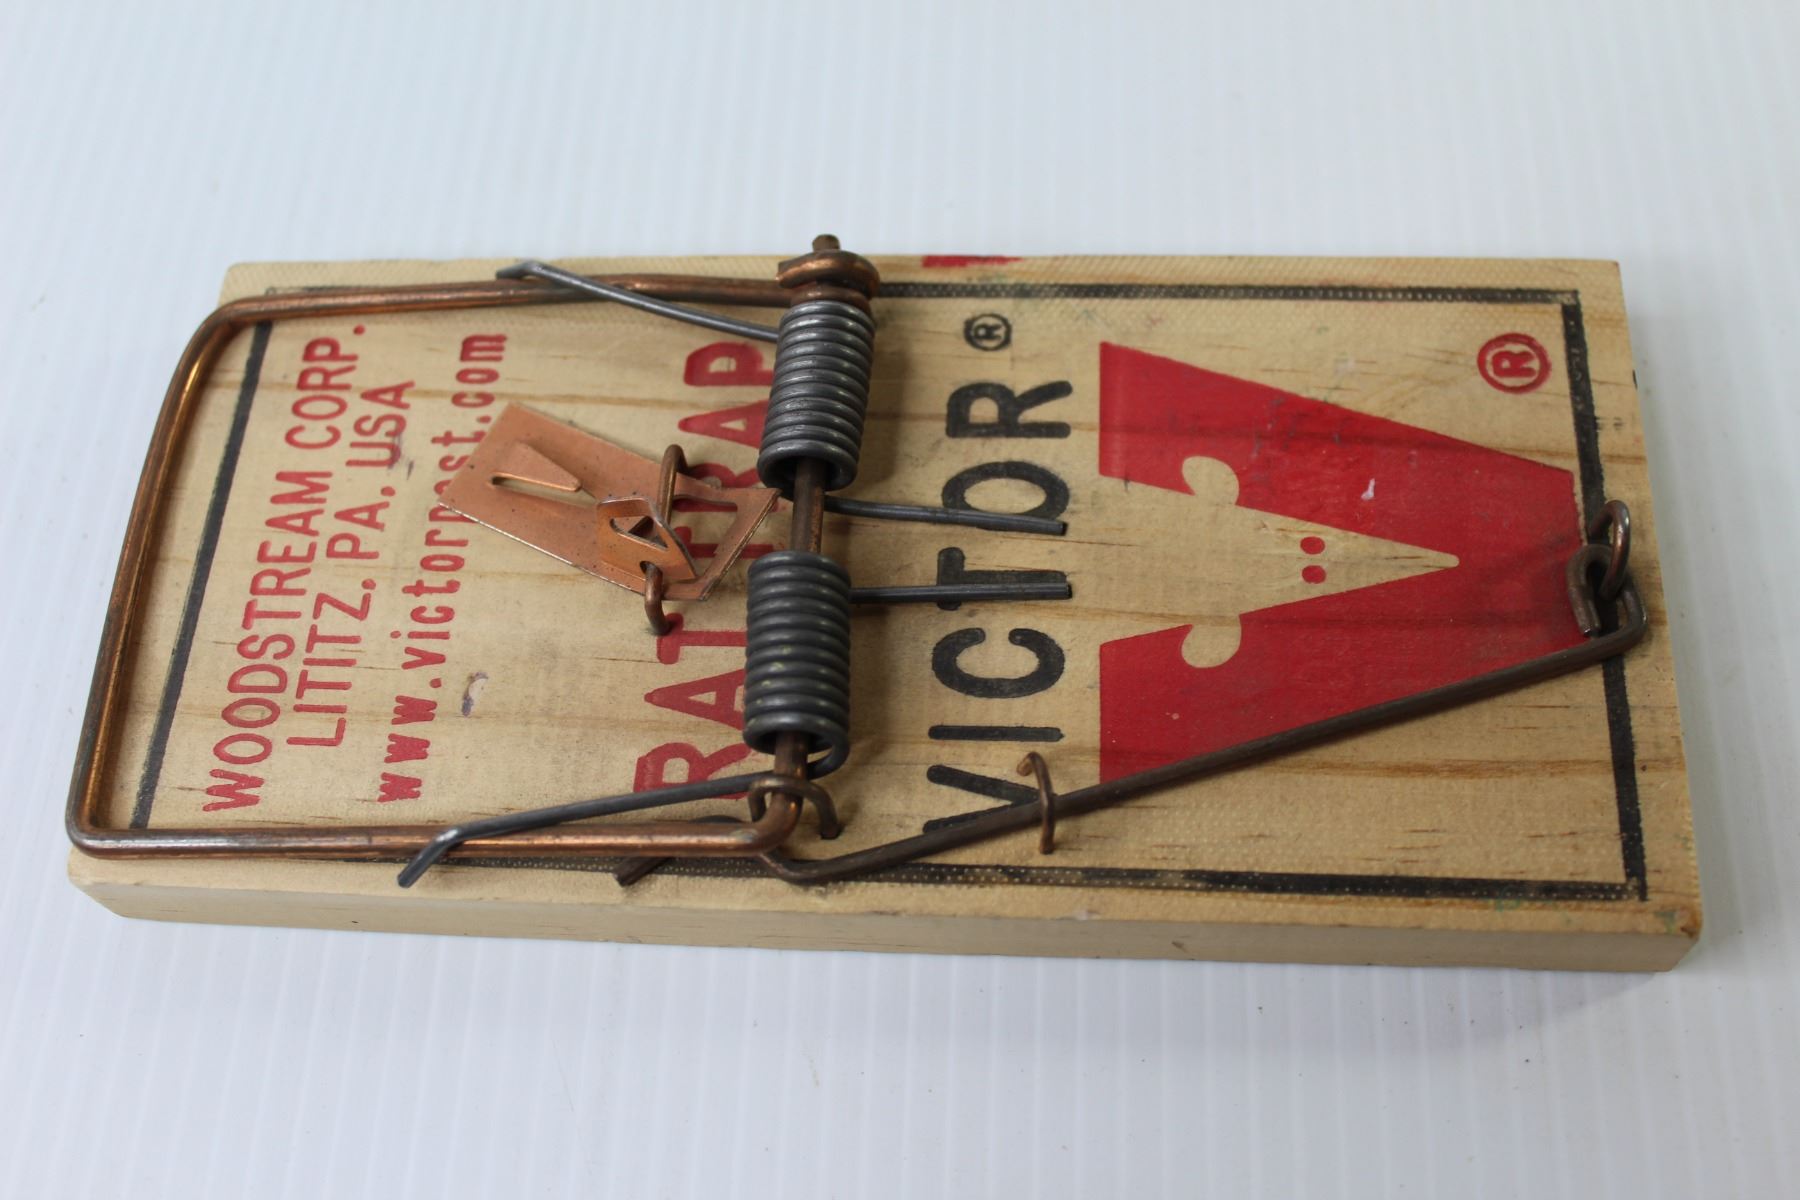 WOODSTREAM CORP.
LITITZ. PA. USA
www.victorpest.com
RAT TRAP
VICTOR ®
®